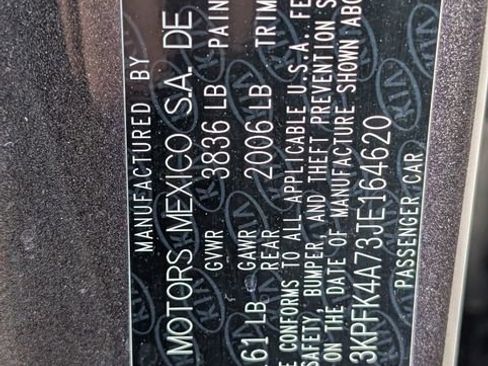 MANUFACTURED BY
MOTORS MEXICO S.A. DE
GVWR 3836 LB PAIN
61 LB GAWR REAR 2006 LB TRIM
E CONFORMS TO ALL APPLICABLE U.S.A. FE
SAFETY, BUMPER AND THEFT PREVENTION S
ON THE DATE OF MANUFACTURE SHOWN ABO
3KPFK4A73JE164620
PASSENGER CAR